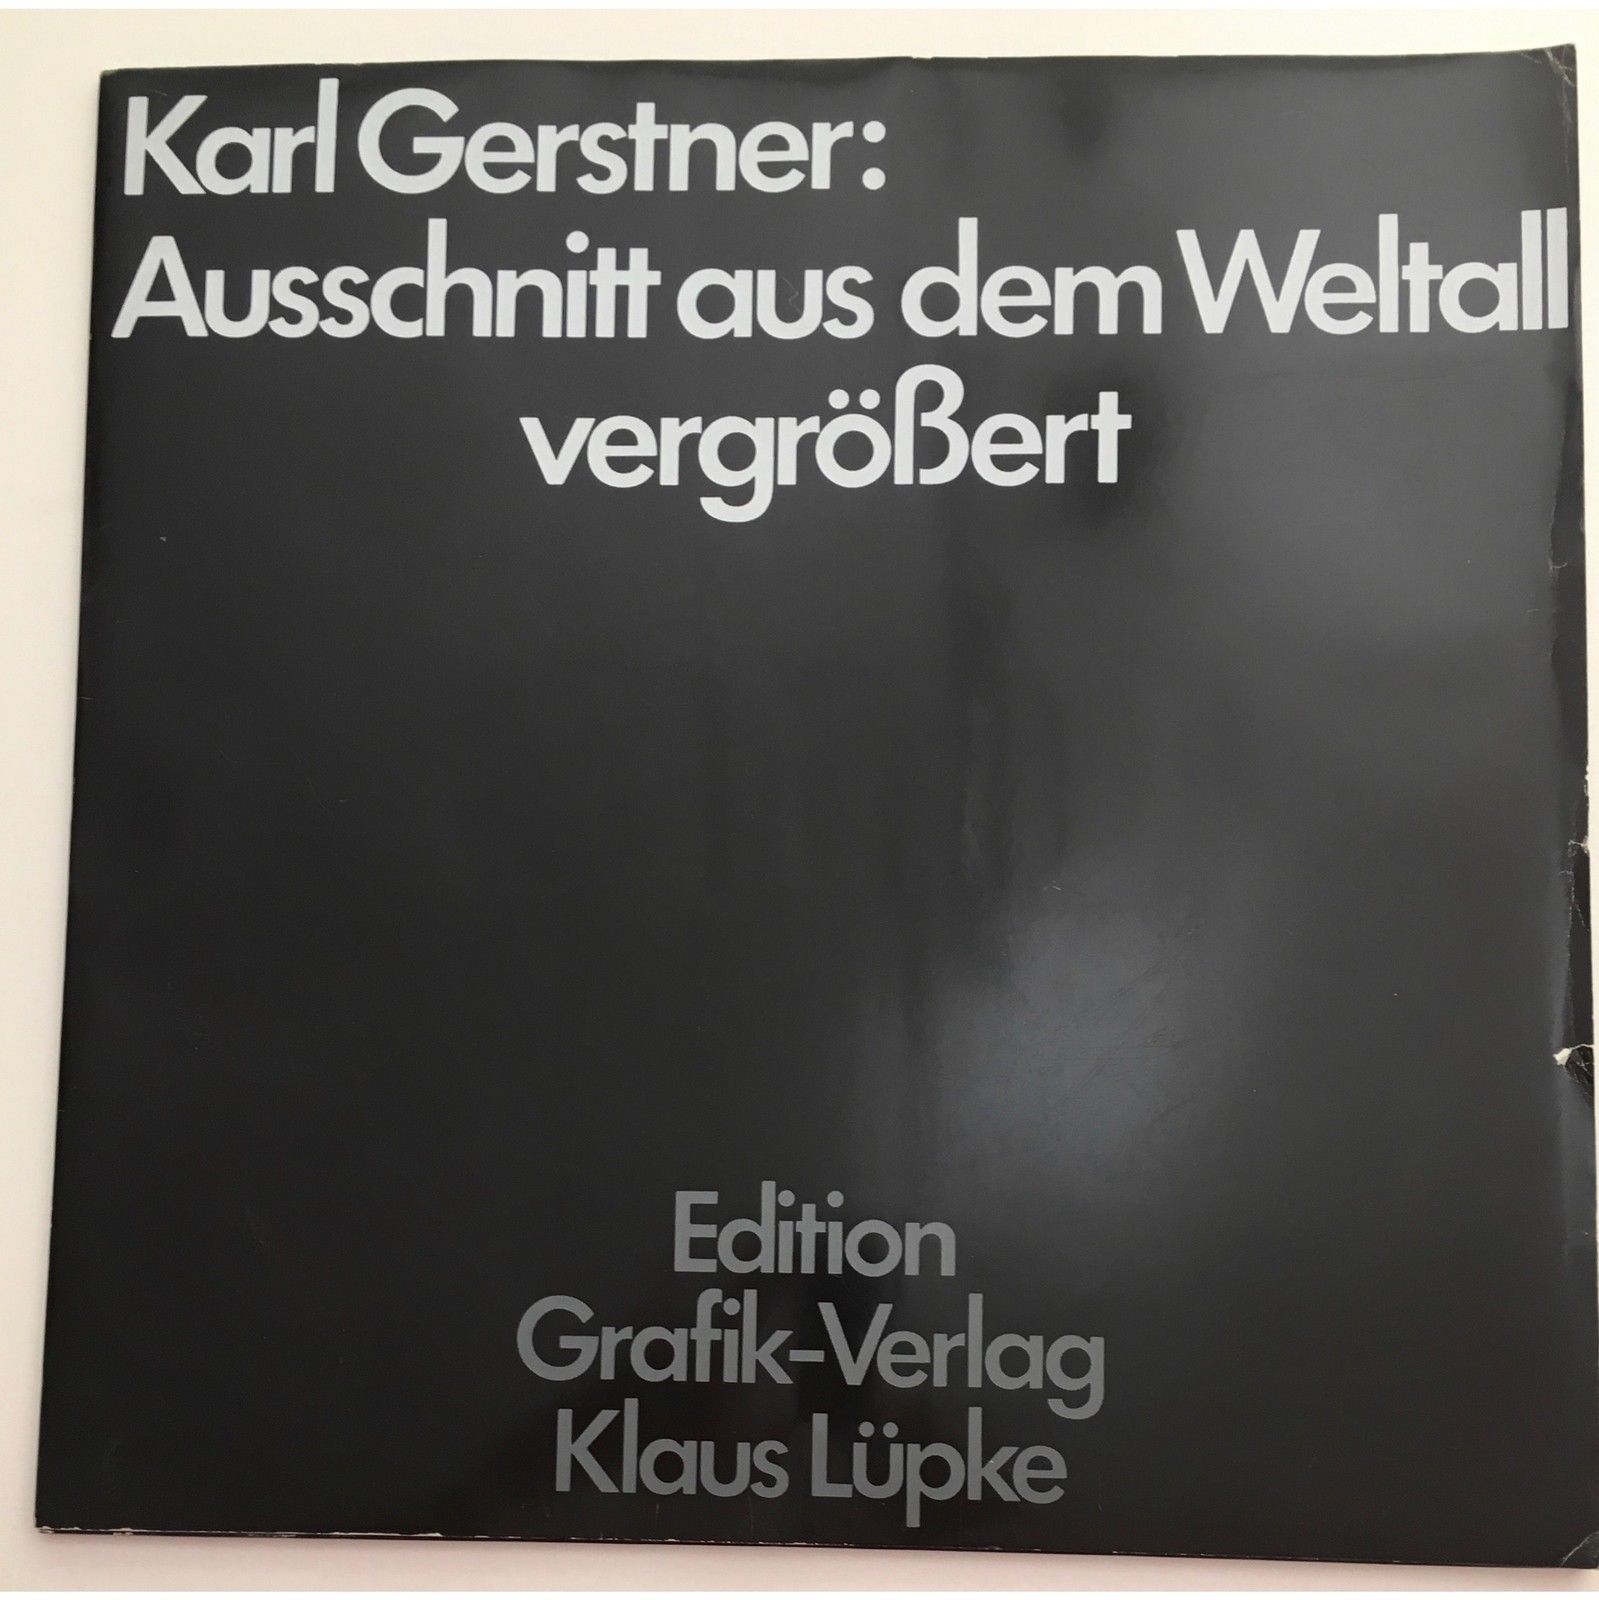 Karl Gerstner:
Ausschnitt aus dem Weltall
vergrößert
Edition
Grafik-Verlag
Klaus Lüpke